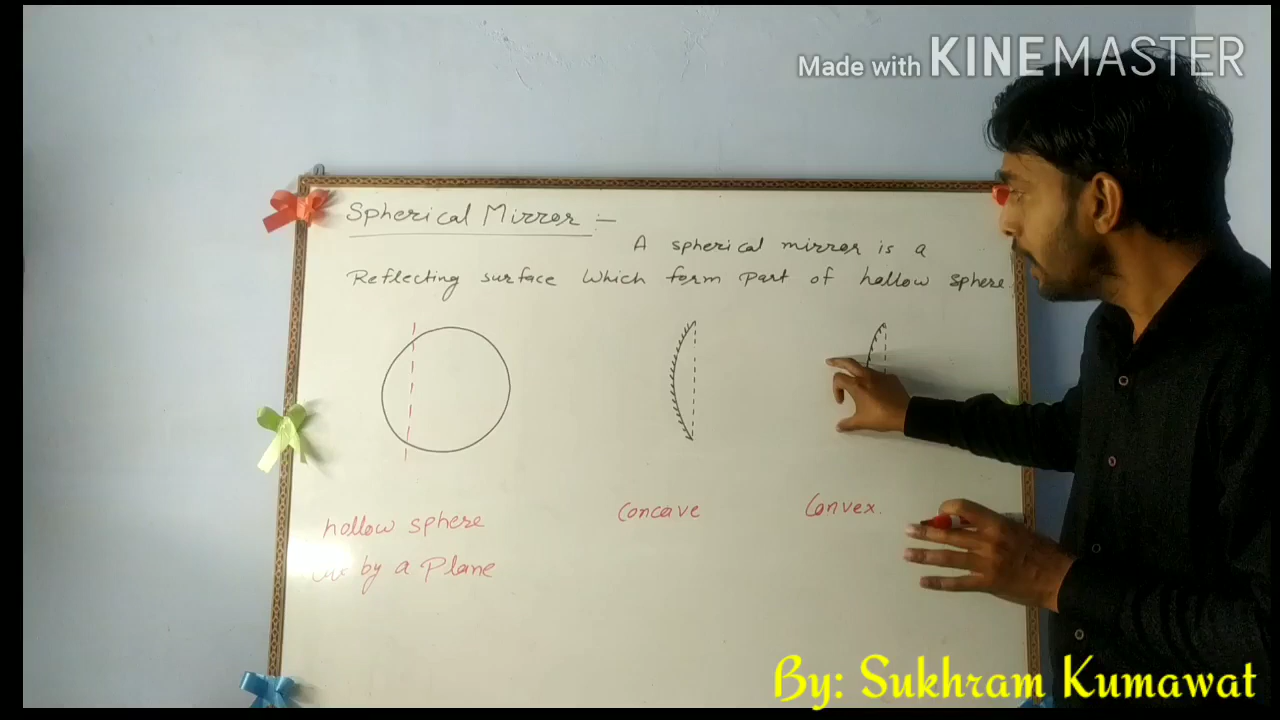 Made with KINEMASTER
Spherical Mirror :-
A spherical mirror is a
Reflecting surface which form part of hollow sphere
hollow sphere
by a Plane
Concave
Convex.
By: Sukhram Kumawat